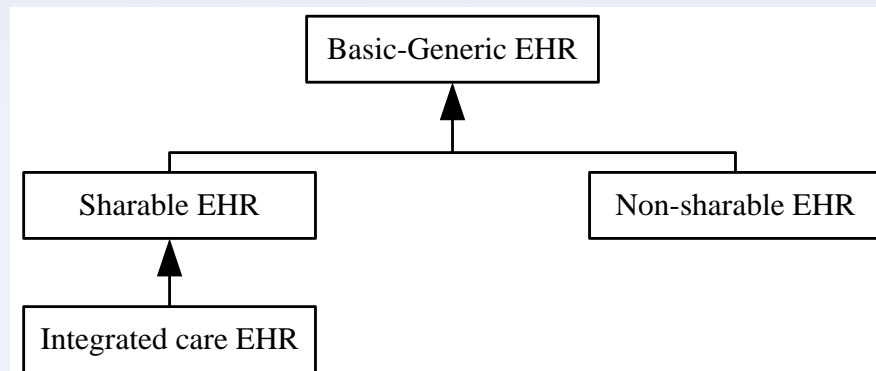 Basic-Generic EHR
Sharable EHR
Non-sharable EHR
Integrated care EHR